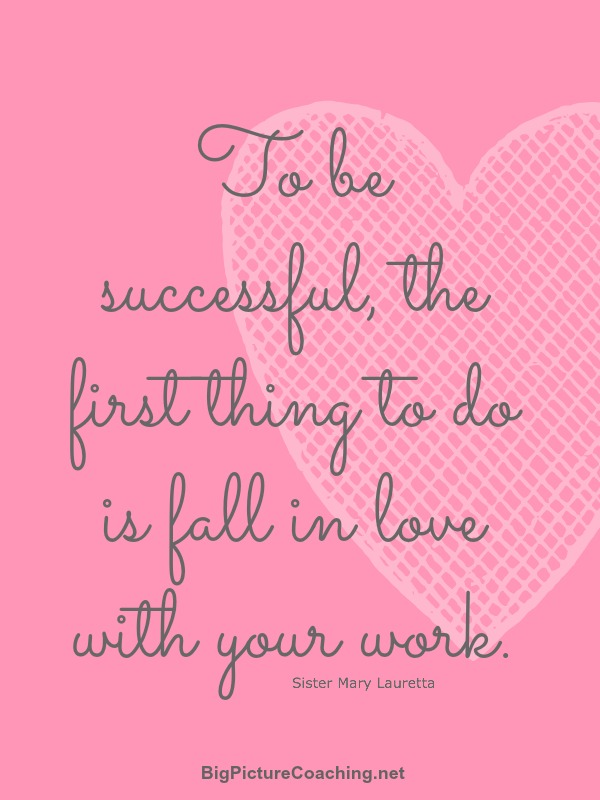 To be
successful, the
first thing to do
is fall in love
with your work.
Sister Mary Lauretta
BigPictureCoaching.net